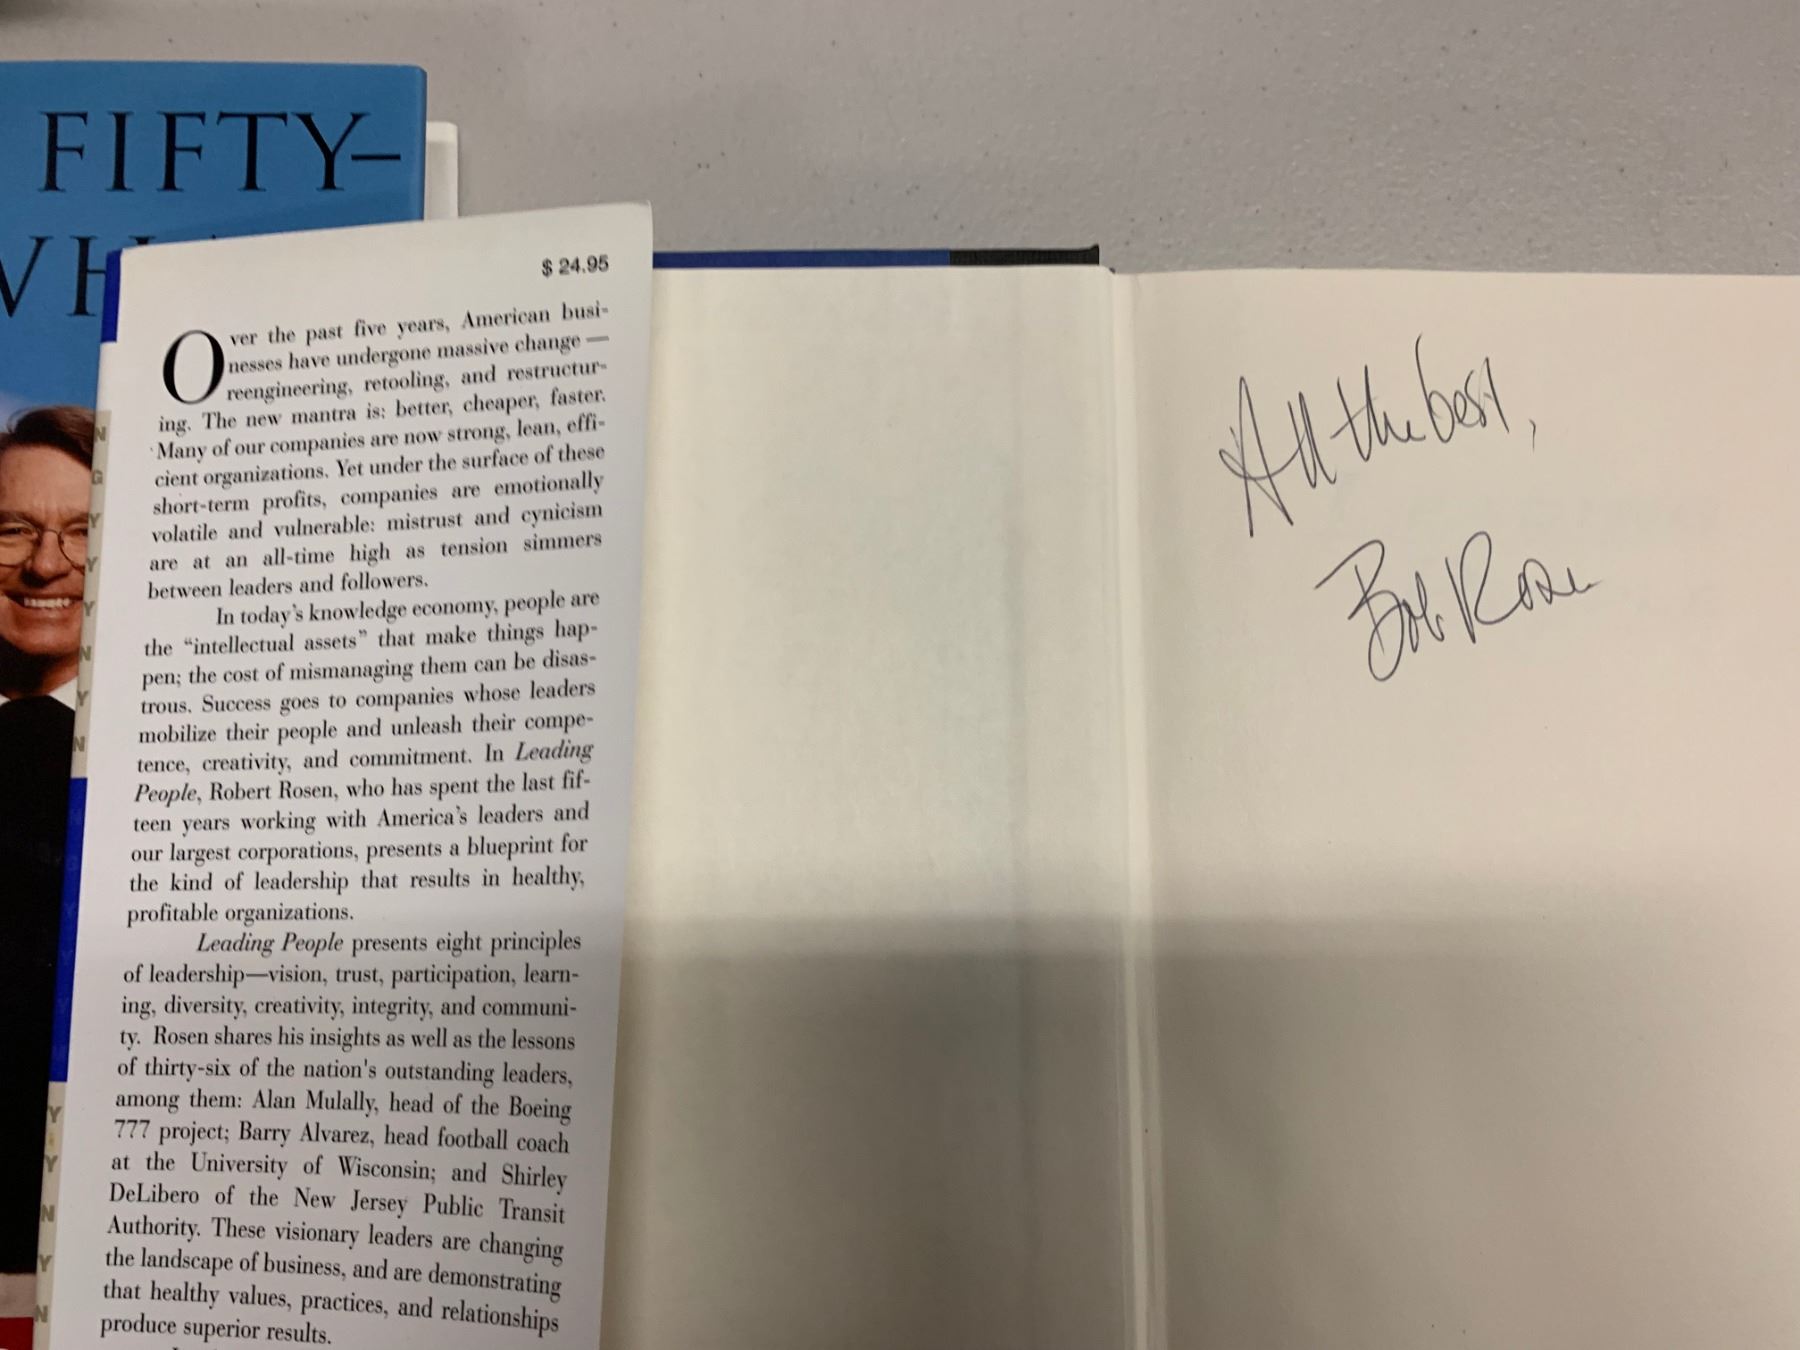 FIFTY–
$ 24.95
Over the past five years, American busi-
nesses have undergone massive change —
reengineering, retooling, and restructur-
ing. The new mantra is: better, cheaper, faster.
Many of our companies are now strong, lean, effi-
cient organizations. Yet under the surface of these
short-term profits, companies are emotionally
volatile and vulnerable: mistrust and cynicism
are at an all-time high as tension simmers
between leaders and followers.
In today's knowledge economy, people are
the “intellectual assets” that make things hap-
pen; the cost of mismanaging them can be disas-
trous. Success goes to companies whose leaders
mobilize their people and unleash their compe-
tence, creativity, and commitment. In Leading
People, Robert Rosen, who has spent the last fif-
teen years working with America's leaders and
our largest corporations, presents a blueprint for
the kind of leadership that results in healthy,
profitable organizations.
Leading People presents eight principles
of leadership—vision, trust, participation, learn-
ing, diversity, creativity, integrity, and communi-
ty. Rosen shares his insights as well as the lessons
of thirty-six of the nation's outstanding leaders,
among them: Alan Mulally, head of the Boeing
777 project; Barry Alvarez, head football coach
at the University of Wisconsin; and Shirley
DeLibero of the New Jersey Public Transit
Authority. These visionary leaders are changing
the landscape of business, and are demonstrating
that healthy values, practices, and relationships
produce superior results.
All the best,
Bob Rosen